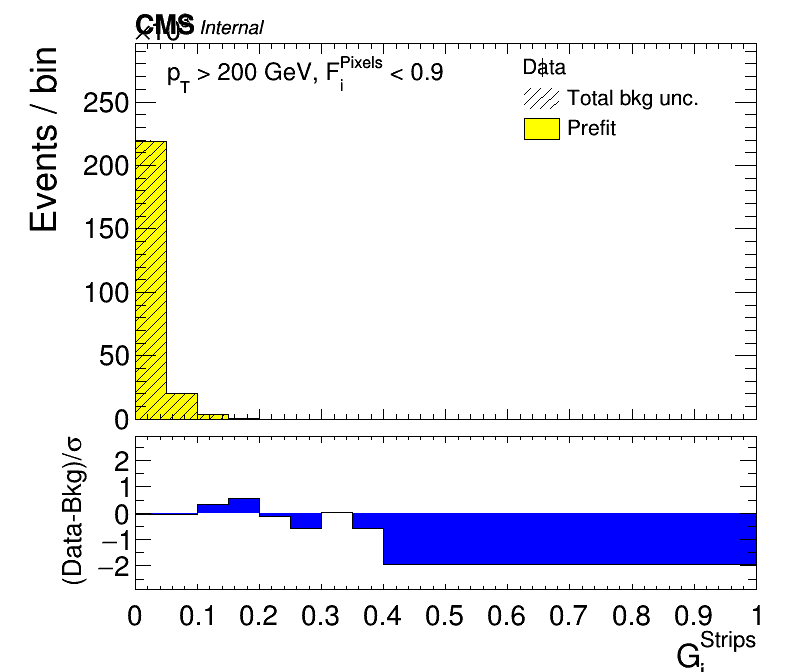 CMS Internal
×10³
p_T > 200 GeV, F_i^Pixels < 0.9
Data
Total bkg unc.
Prefit
Events / bin
250
200
150
100
50
0
(Data-Bkg)/σ
2
1
0
−1
−2
0 0.1 0.2 0.3 0.4 0.5 0.6 0.7 0.8 0.9 1
G_i^Strips